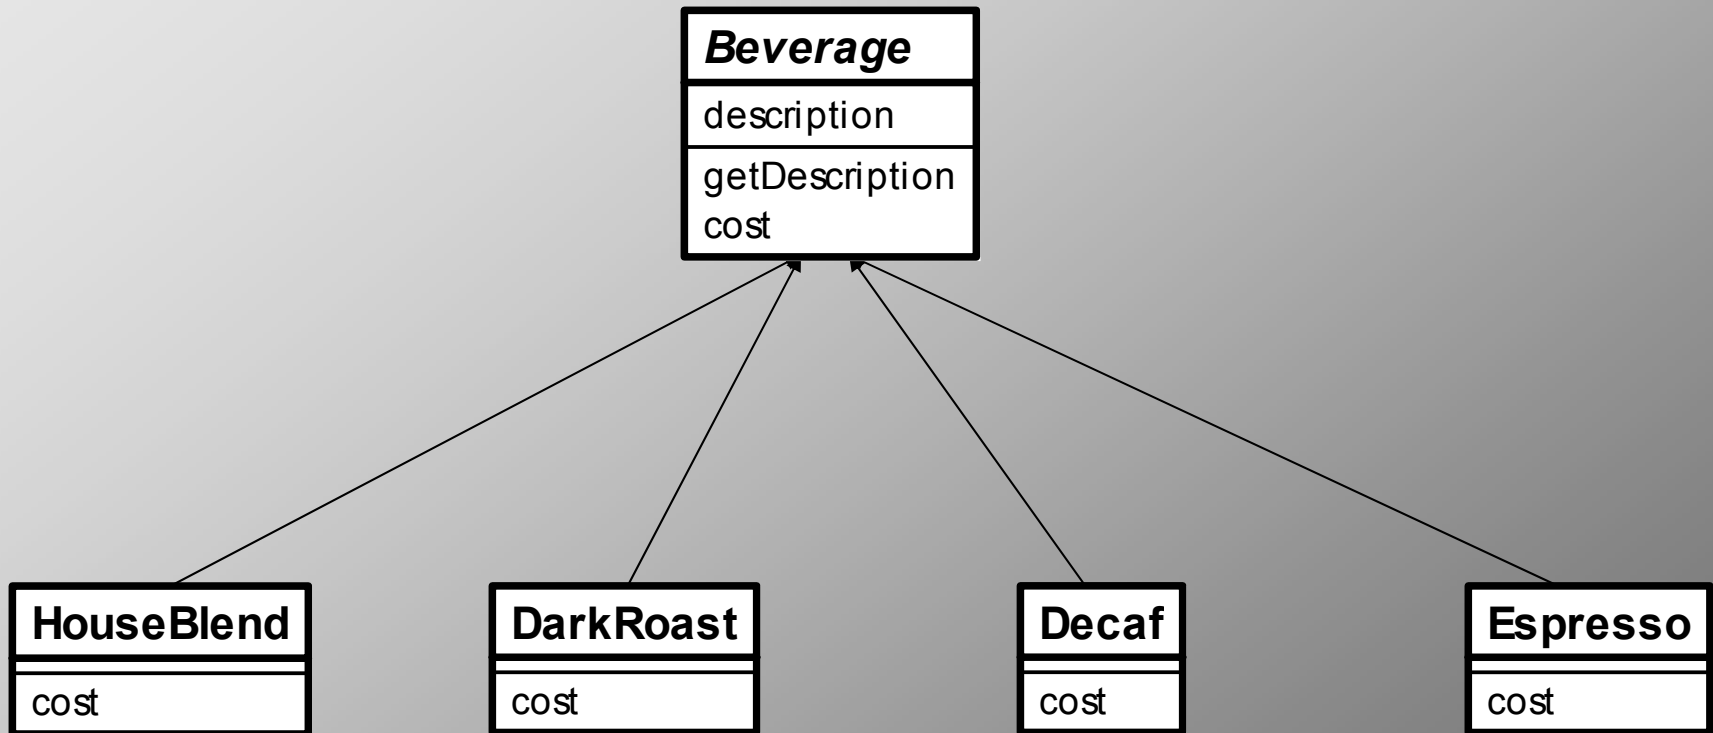 Beverage
description
getDescription
cost
HouseBlend
cost
DarkRoast
cost
Decaf
cost
Espresso
cost